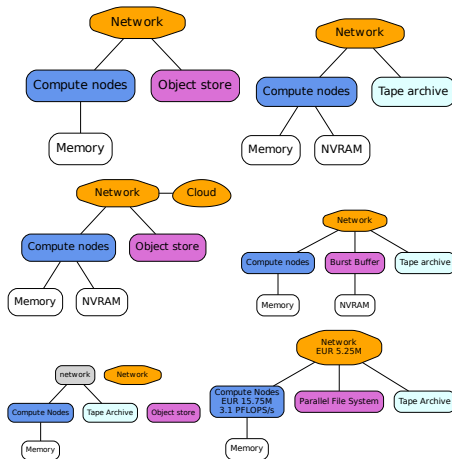 Network
Compute nodes
Object store
Memory
Network
Compute nodes
Tape archive
Memory
NVRAM
Network
Cloud
Compute nodes
Object store
Memory
NVRAM
Network
Compute nodes
Burst Buffer
Tape archive
Memory
NVRAM
network
Network
Compute Nodes
Tape Archive
Object store
Memory
Network
EUR 5.25M
Compute Nodes
EUR 15.75M
3.1 PFLOPS/s
Parallel File System
Tape Archive
Memory